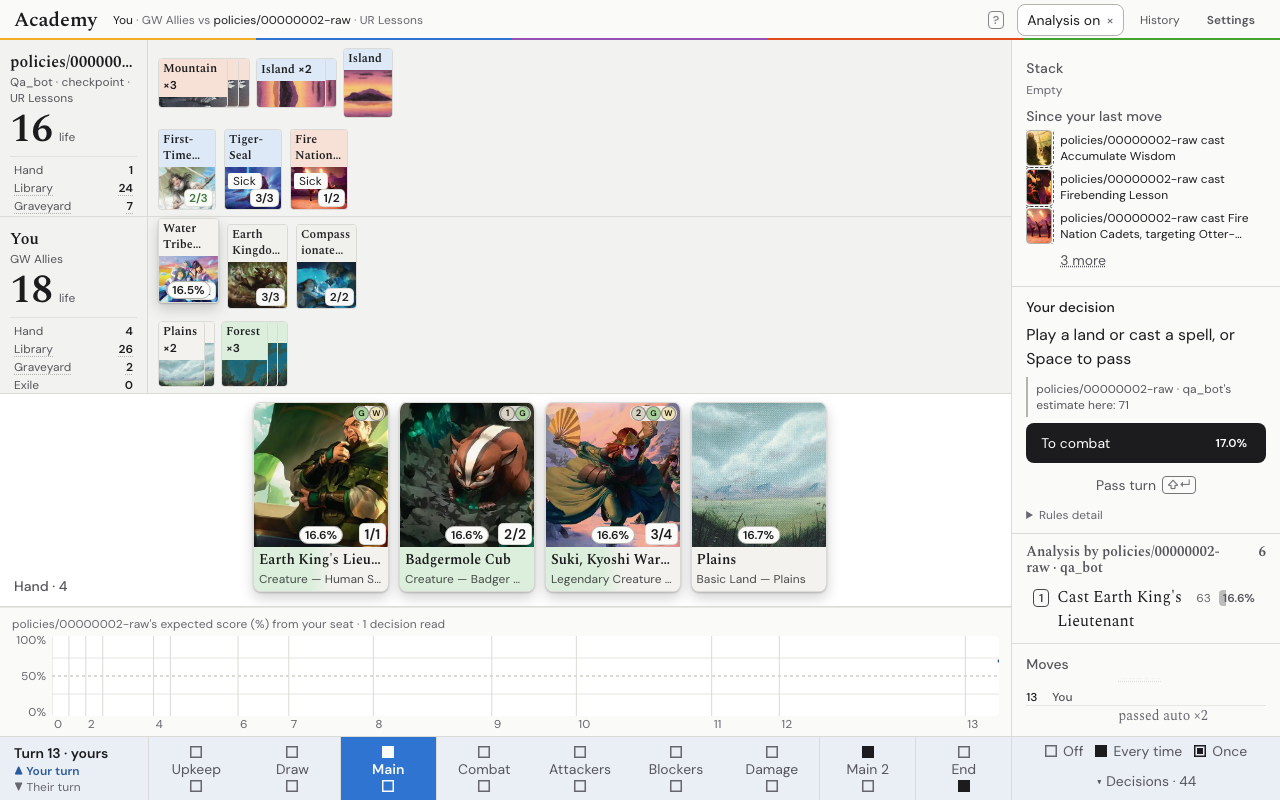 Academy
You · GW Allies vs policies/00000002-raw · UR Lessons
?
Analysis on ×
History
Settings
policies/000000…
Qa_bot · checkpoint ·
UR Lessons
16 life
Hand 1
Library 24
Graveyard 7
Mountain
×3
Island ×2
Island
First-
Time…
2/3
Tiger-
Seal
Sick
3/3
Fire
Nation…
Sick
1/2
You
GW Allies
18 life
Hand 4
Library 26
Graveyard 2
Exile 0
Water
Tribe…
16.5%
Earth
Kingdo…
3/3
Compass
ionate…
2/2
Plains
×2
Forest
×3
Hand · 4
G W
16.6%
1/1
Earth King's Lieu…
Creature — Human S…
1 G
16.6%
2/2
Badgermole Cub
Creature — Badger …
2 G W
16.6%
3/4
Suki, Kyoshi War…
Legendary Creature …
16.7%
Plains
Basic Land — Plains
policies/00000002-raw's expected score (%) from your seat · 1 decision read
100%
50%
0%
0 2 4 6 7 8 9 10 11 12 13
Stack
Empty
Since your last move
policies/00000002-raw cast
Accumulate Wisdom
policies/00000002-raw cast
Firebending Lesson
policies/00000002-raw cast Fire
Nation Cadets, targeting Otter-…
3 more
Your decision
Play a land or cast a spell, or
Space to pass
policies/00000002-raw · qa_bot's
estimate here: 71
To combat 17.0%
Pass turn
Rules detail
Analysis by policies/00000002-
raw · qa_bot
6
1 Cast Earth King's
Lieutenant
63 16.6%
Moves
13 You
passed auto ×2
Turn 13 · yours
Your turn
Their turn
Upkeep
Draw
Main
Combat
Attackers
Blockers
Damage
Main 2
End
Off Every time Once
Decisions · 44